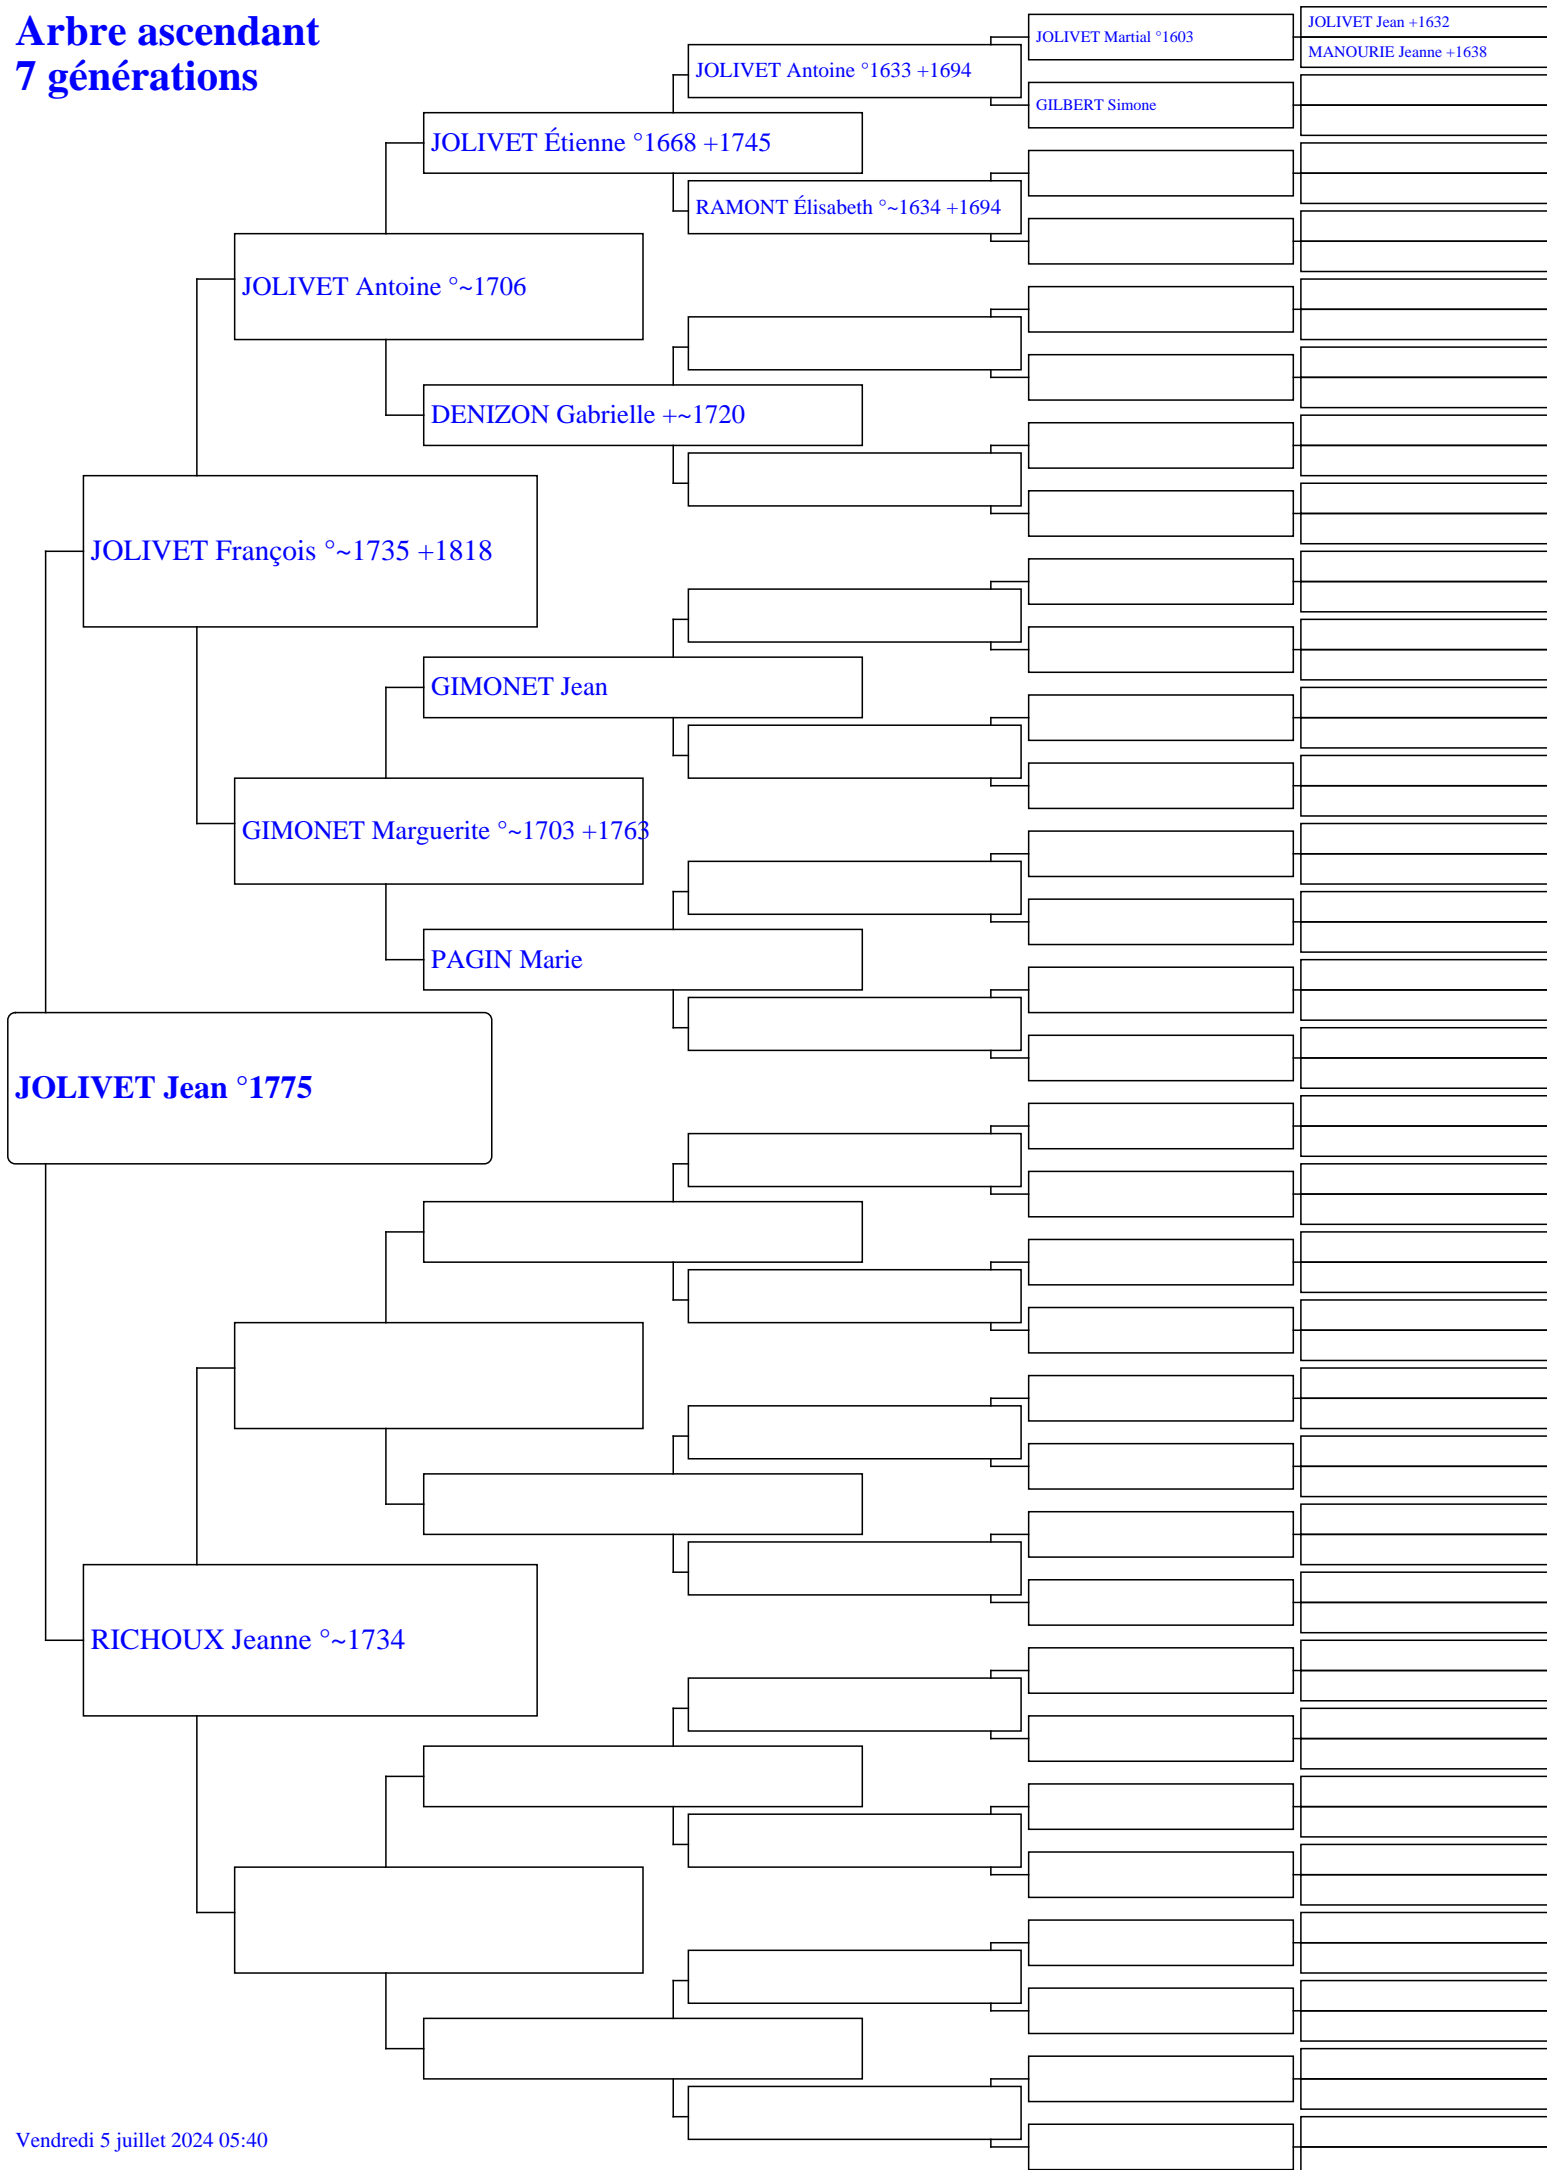 Arbre ascendant
7 générations
JOLIVET Jean +1632
JOLIVET Martial °1603
MANOURIE Jeanne +1638
JOLIVET Antoine °1633 +1694
GILBERT Simone
JOLIVET Étienne °1668 +1745
RAMONT Élisabeth °~1634 +1694
JOLIVET Antoine °~1706
DENIZON Gabrielle +~1720
JOLIVET François °~1735 +1818
GIMONET Jean
GIMONET Marguerite °~1703 +1763
PAGIN Marie
JOLIVET Jean °1775
RICHOUX Jeanne °~1734
Vendredi 5 juillet 2024 05:40